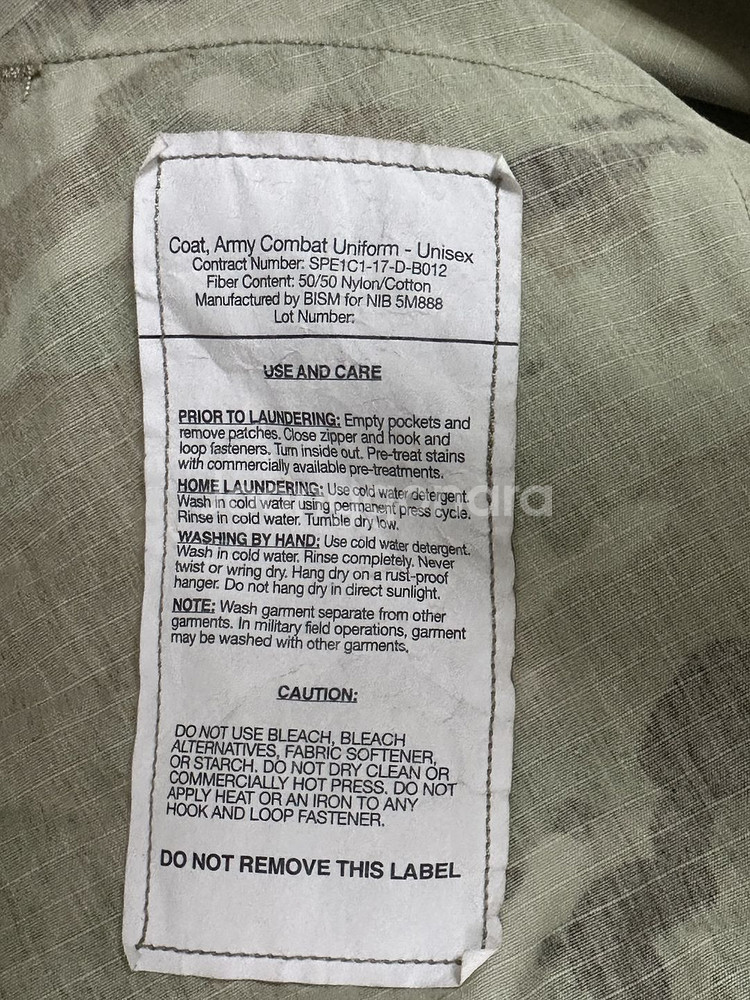 Coat, Army Combat Uniform - Unisex
Contract Number: SPE1C1-17-D-B012
Fiber Content: 50/50 Nylon/Cotton
Manufactured by BISM for NIB 5M888
Lot Number:
USE AND CARE
PRIOR TO LAUNDERING: Empty pockets and
remove patches. Close zipper and hook and
loop fasteners. Turn inside out. Pre-treat stains
with commercially available pre-treatments.
HOME LAUNDERING: Use cold water detergent.
Wash in cold water using permanent press cycle.
Rinse in cold water. Tumble dry low.
WASHING BY HAND: Use cold water detergent.
Wash in cold water. Rinse completely. Never
twist or wring dry. Hang dry on a rust-proof
hanger. Do not hang dry in direct sunlight.
NOTE: Wash garment separate from other
garments. In military field operations, garment
may be washed with other garments.
CAUTION:
DO NOT USE BLEACH, BLEACH
ALTERNATIVES, FABRIC SOFTENER,
OR STARCH. DO NOT DRY CLEAN OR
COMMERCIALLY HOT PRESS. DO NOT
APPLY HEAT OR AN IRON TO ANY
HOOK AND LOOP FASTENER.
DO NOT REMOVE THIS LABEL